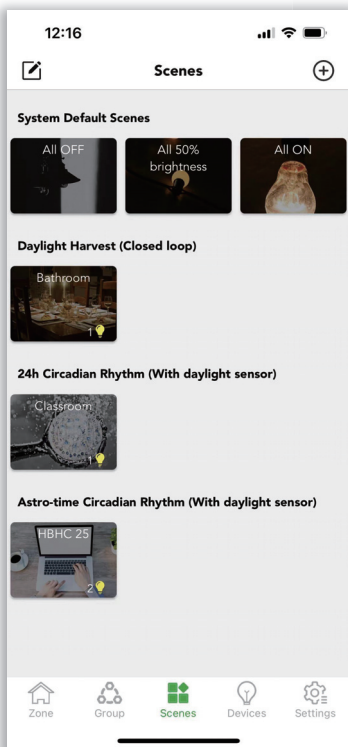 12:16
Scenes
System Default Scenes
All OFF
All 50%
brightness
All ON
Daylight Harvest (Closed loop)
Bathroom
1
24h Circadian Rhythm (With daylight sensor)
Classroom
1
Astro-time Circadian Rhythm (With daylight sensor)
HBHC 25
2
Zone
Group
Scenes
Devices
Settings